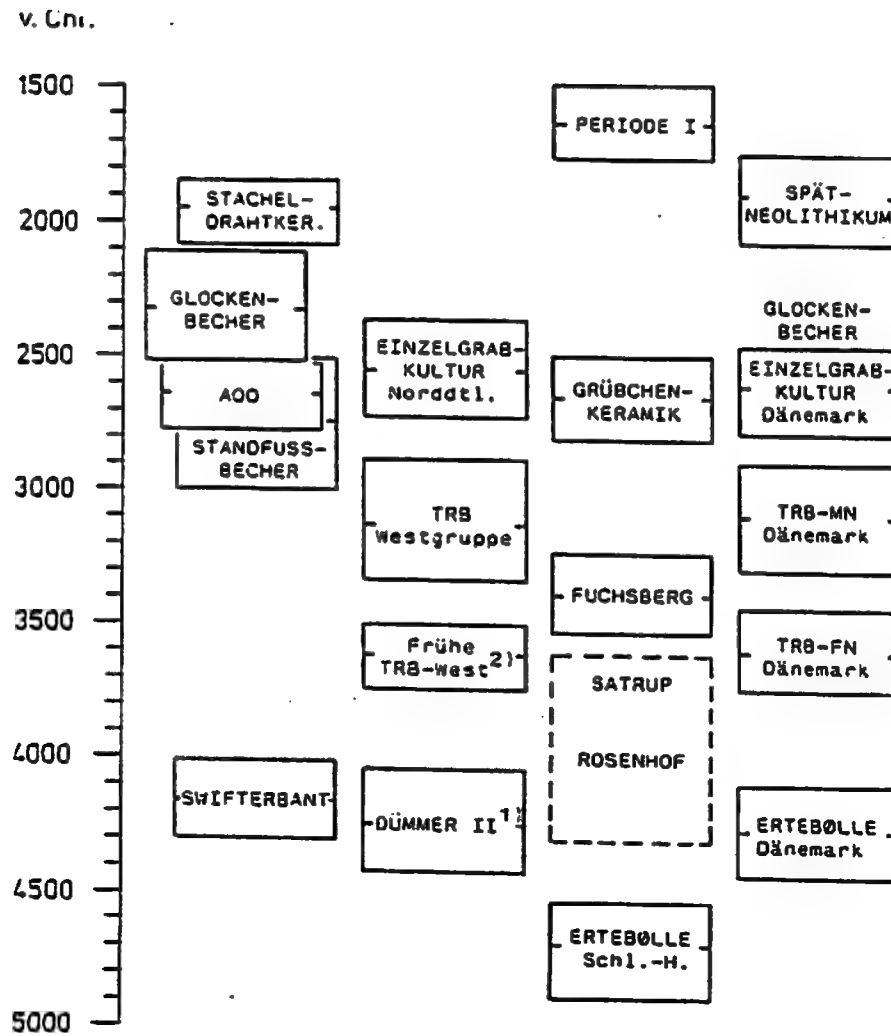 v. Chr.
1500
2000
2500
3000
3500
4000
4500
5000
STACHEL-
DRAHTKER.
GLOCKEN-
BECHER
AOO
STANDFUSS-
BECHER
SWIFTERBANT
EINZELGRAB-
KULTUR
Norddtl.
TRB
Westgruppe
Frühe
TRB-West 2)
DÜMMER II 1)
PERIODE I
GRÜBCHEN-
KERAMIK
FUCHSBERG
SATRUP
ROSENHOF
ERTEBØLLE
Schl.-H.
SPÄT-
NEOLITHIKUM
GLOCKEN-
BECHER
EINZELGRAB-
KULTUR
Dänemark
TRB-MN
Dänemark
TRB-FN
Dänemark
ERTEBØLLE
Dänemark